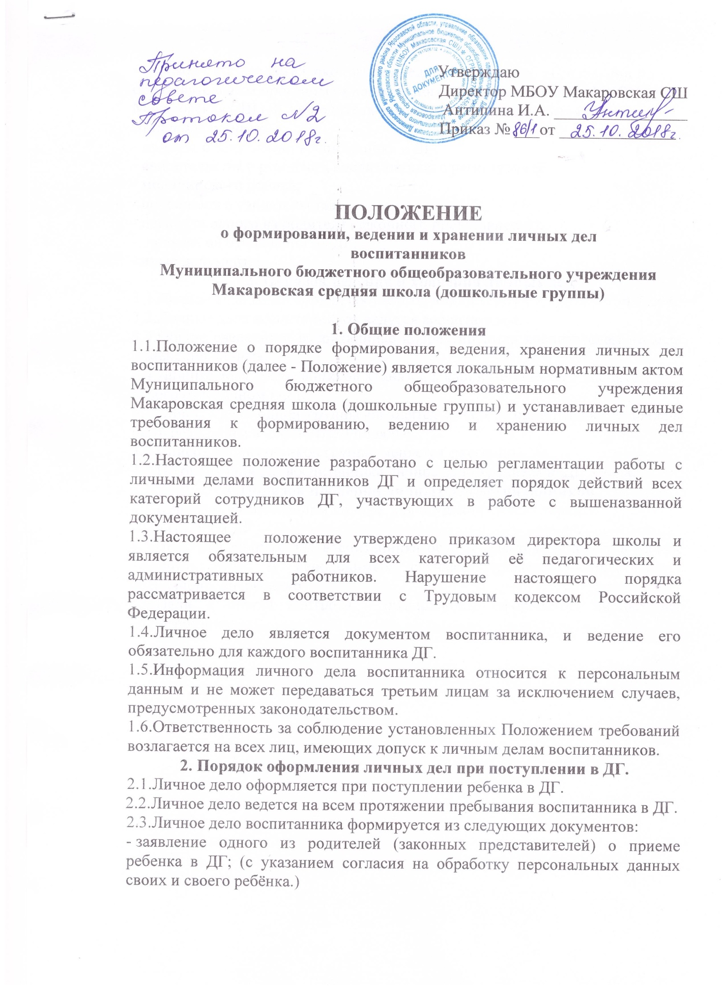 Принято на
педагогическом
совете
Протокол №2
от 25.10.2018г.
ДЛЯ
ДОКУМЕНТОВ
Утверждаю
Директор МБОУ Макаровская СШ
Антипина И.А.
Приказ № 86/1 от 25.10.2018г.
ПОЛОЖЕНИЕ
о формировании, ведении и хранении личных дел
воспитанников
Муниципального бюджетного общеобразовательного учреждения
Макаровская средняя школа (дошкольные группы)
1. Общие положения
1.1.Положение о порядке формирования, ведения, хранения личных дел
воспитанников (далее - Положение) является локальным нормативным актом
Муниципального бюджетного общеобразовательного учреждения
Макаровская средняя школа (дошкольные группы) и устанавливает единые
требования к формированию, ведению и хранению личных дел
воспитанников.
1.2.Настоящее положение разработано с целью регламентации работы с
личными делами воспитанников ДГ и определяет порядок действий всех
категорий сотрудников ДГ, участвующих в работе с вышеназванной
документацией.
1.3.Настоящее положение утверждено приказом директора школы и
является обязательным для всех категорий её педагогических и
административных работников. Нарушение настоящего порядка
рассматривается в соответствии с Трудовым кодексом Российской
Федерации.
1.4.Личное дело является документом воспитанника, и ведение его
обязательно для каждого воспитанника ДГ.
1.5.Информация личного дела воспитанника относится к персональным
данным и не может передаваться третьим лицам за исключением случаев,
предусмотренных законодательством.
1.6.Ответственность за соблюдение установленных Положением требований
возлагается на всех лиц, имеющих допуск к личным делам воспитанников.
2. Порядок оформления личных дел при поступлении в ДГ.
2.1.Личное дело оформляется при поступлении ребенка в ДГ.
2.2.Личное дело ведется на всем протяжении пребывания воспитанника в ДГ.
2.3.Личное дело воспитанника формируется из следующих документов:
- заявление одного из родителей (законных представителей) о приеме
ребенка в ДГ; (с указанием согласия на обработку персональных данных
своих и своего ребёнка.)